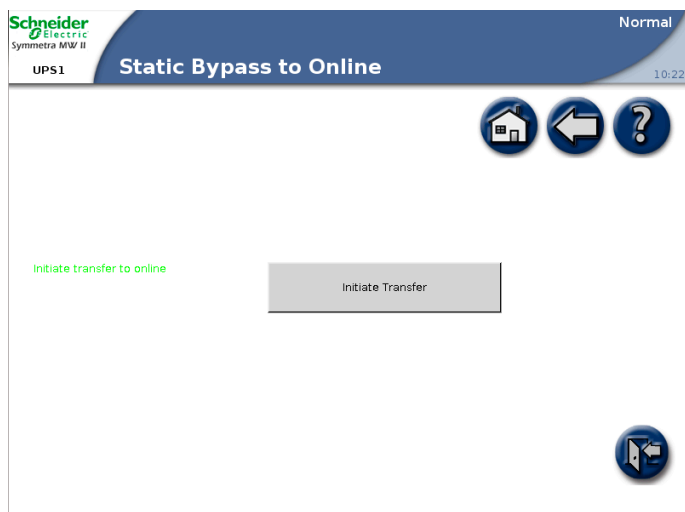 Schneider
Electric
Symmetra MW II
UPS1
Static Bypass to Online
Normal
10:22
?
Initiate transfer to online
Initiate Transfer